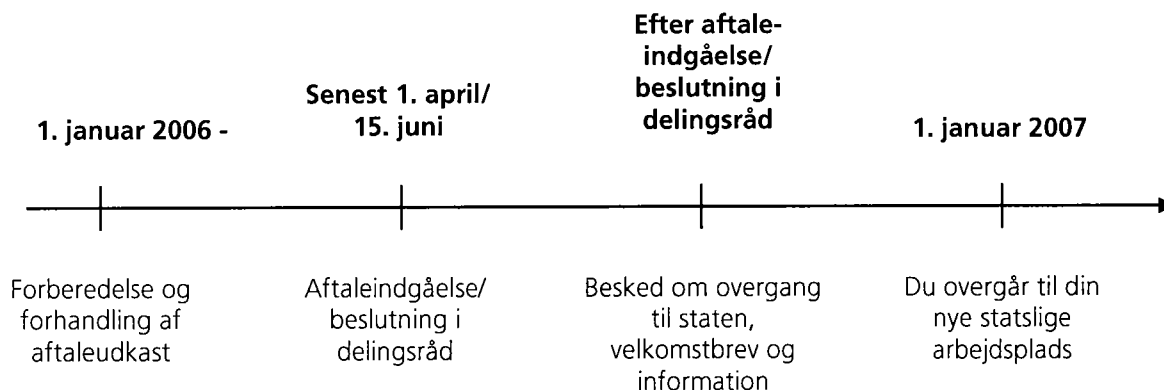 1. januar 2006 -
Senest 1. april/
15. juni
Efter aftale-
indgåelse/
beslutning i
delingsråd
1. januar 2007
Forberedelse og
forhandling af
aftaleudkast
Aftaleindgåelse/
beslutning i
delingsråd
Besked om overgang
til staten,
velkomstbrev og
information
Du overgår til din
nye statslige
arbejdsplads